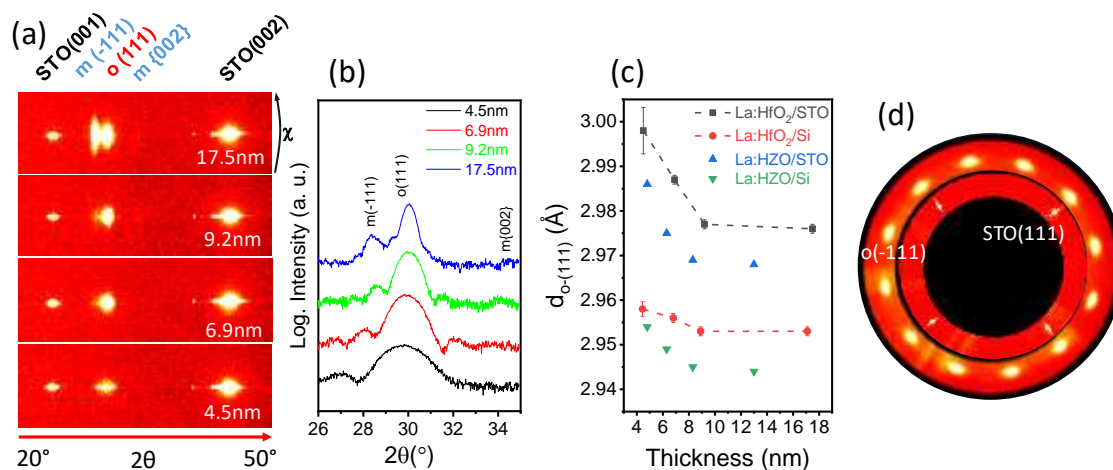 (a)
STO(001)
m (-111)
o (111)
m {002}
STO(002)
χ
17.5nm
9.2nm
6.9nm
4.5nm
20°
2θ
50°
(b)
Log. Intensity (a. u.)
4.5nm
6.9nm
9.2nm
17.5nm
m(-111)
o(111)
m{002}
26 28 30 32 34
2θ(°)
(c)
d o-(111) (Å)
3.00
2.99
2.98
2.97
2.96
2.95
2.94
La:HfO2/STO
La:HfO2/Si
La:HZO/STO
La:HZO/Si
4 6 8 10 12 14 16 18
Thickness (nm)
(d)
STO(111)
o(-111)